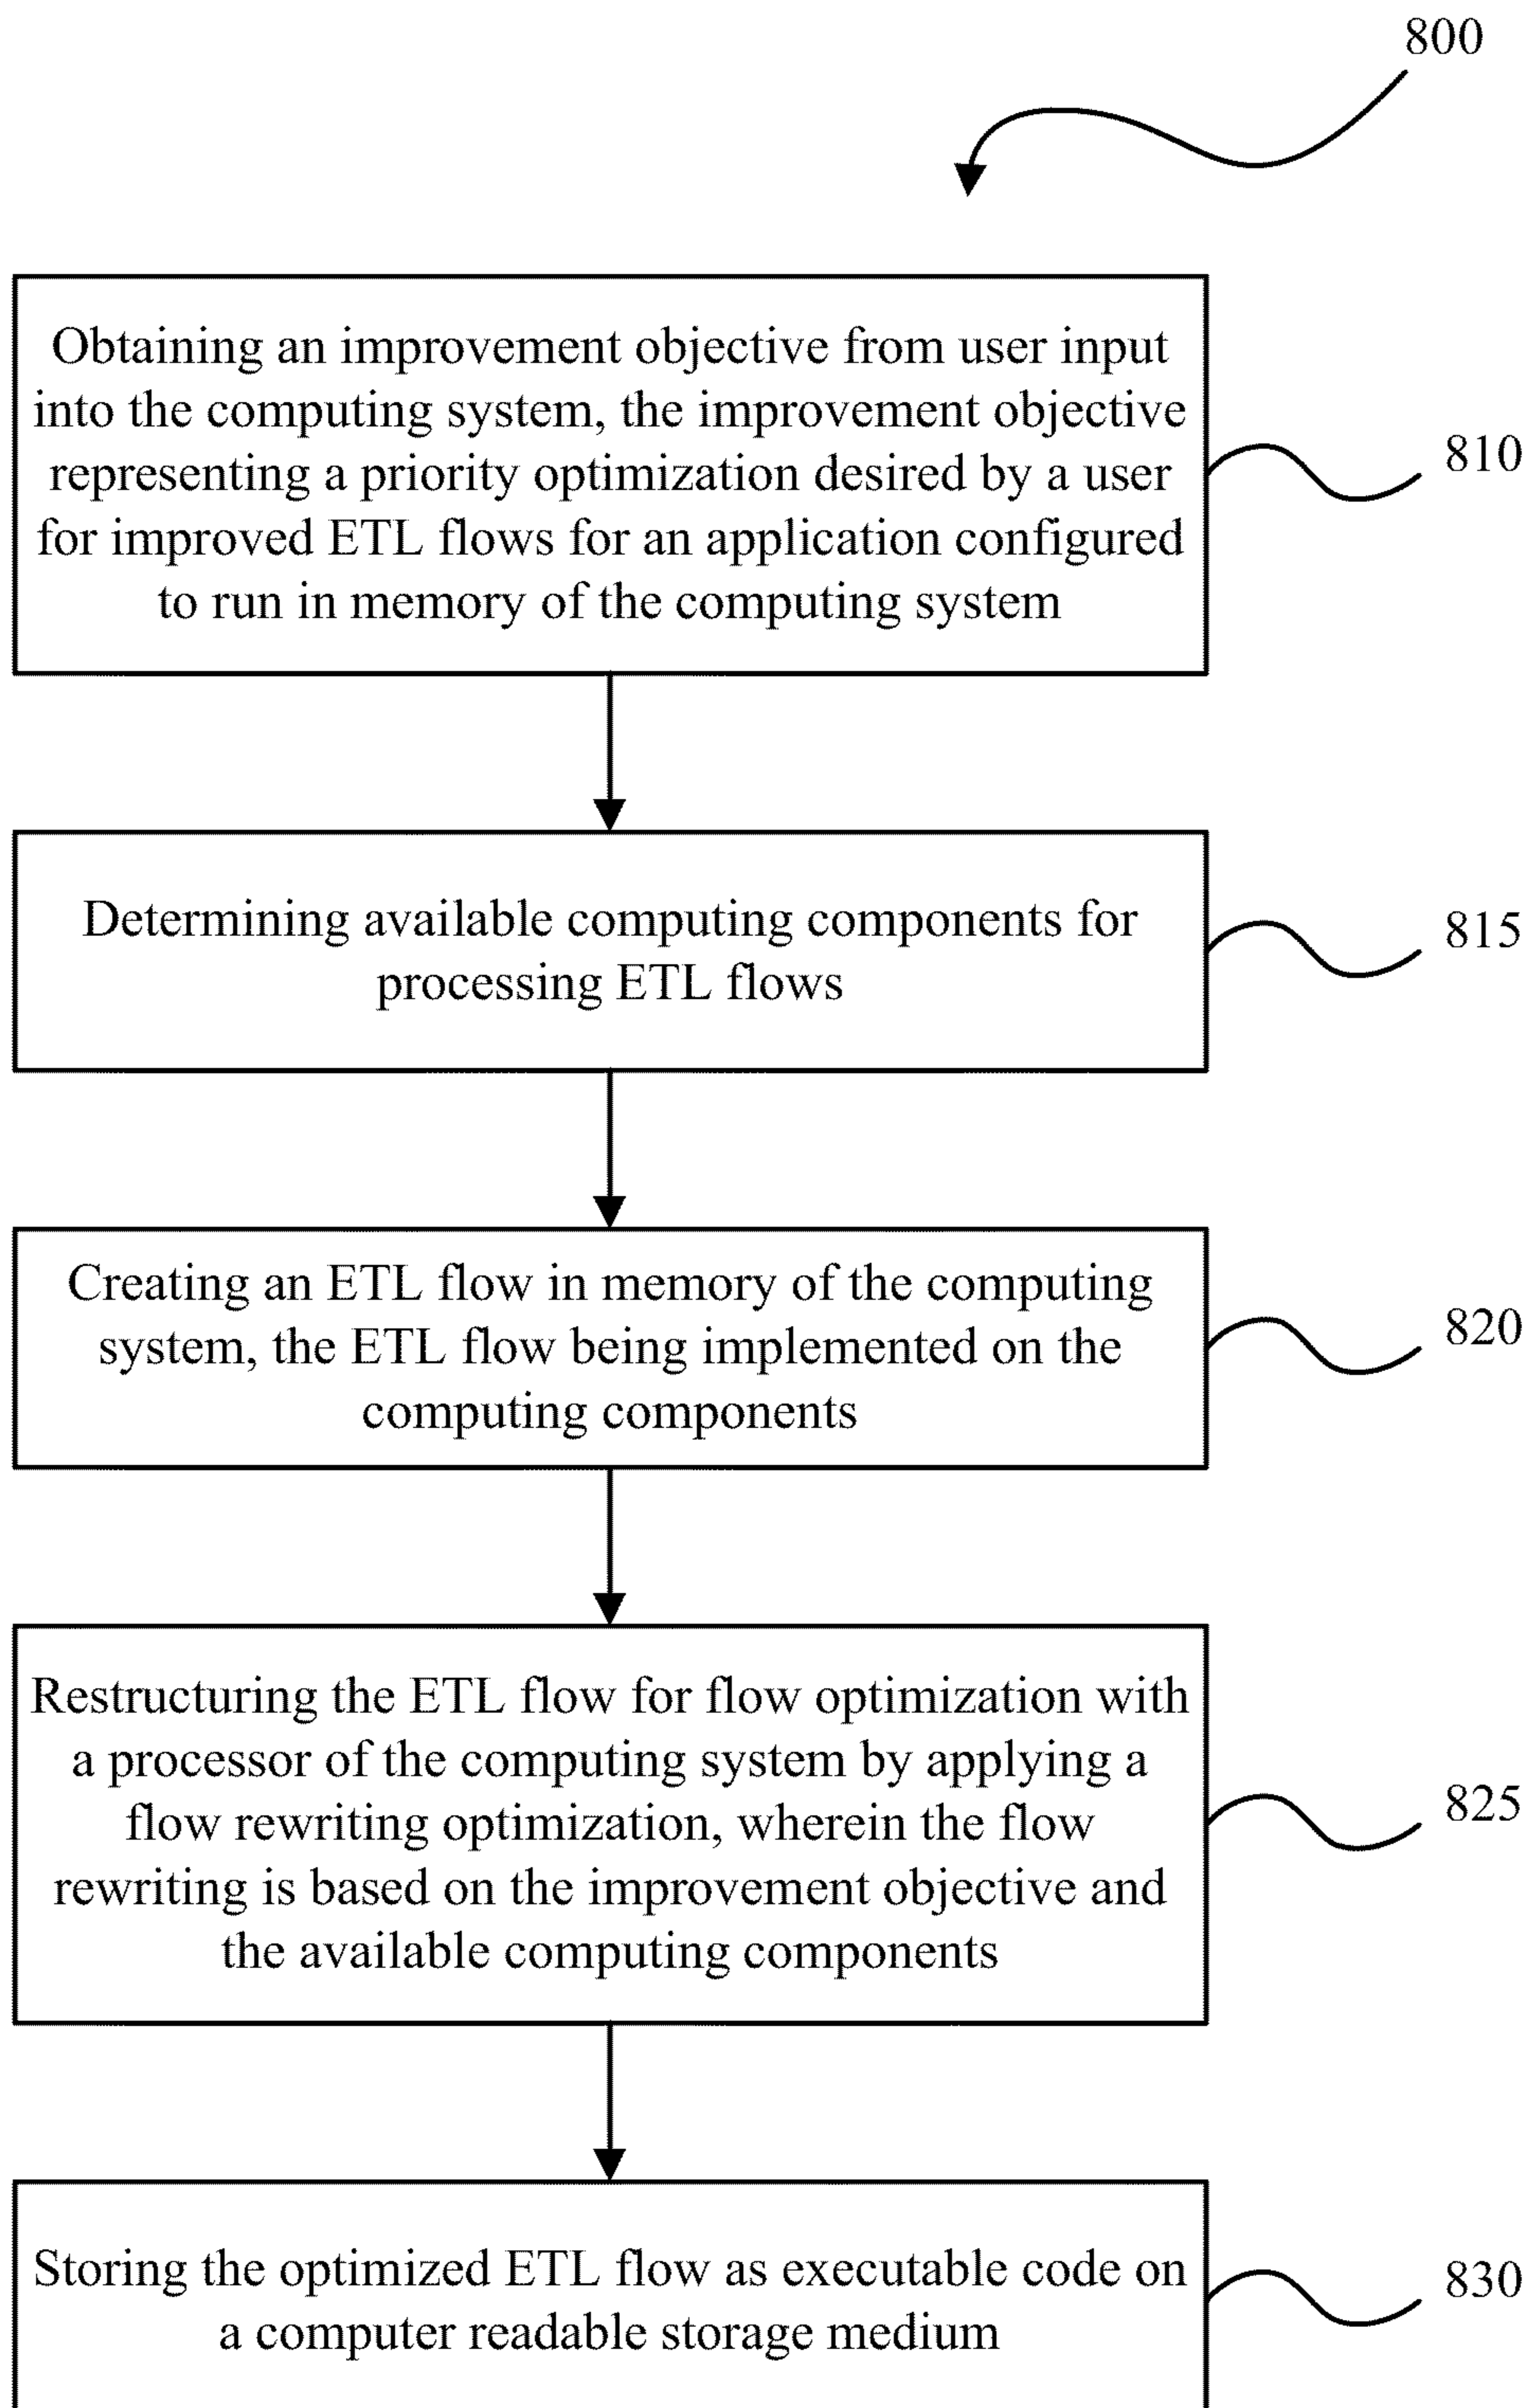 800
Obtaining an improvement objective from user input
into the computing system, the improvement objective
representing a priority optimization desired by a user
for improved ETL flows for an application configured
to run in memory of the computing system
810
Determining available computing components for
processing ETL flows
815
Creating an ETL flow in memory of the computing
system, the ETL flow being implemented on the
computing components
820
Restructuring the ETL flow for flow optimization with
a processor of the computing system by applying a
flow rewriting optimization, wherein the flow
rewriting is based on the improvement objective and
the available computing components
825
Storing the optimized ETL flow as executable code on
a computer readable storage medium
830